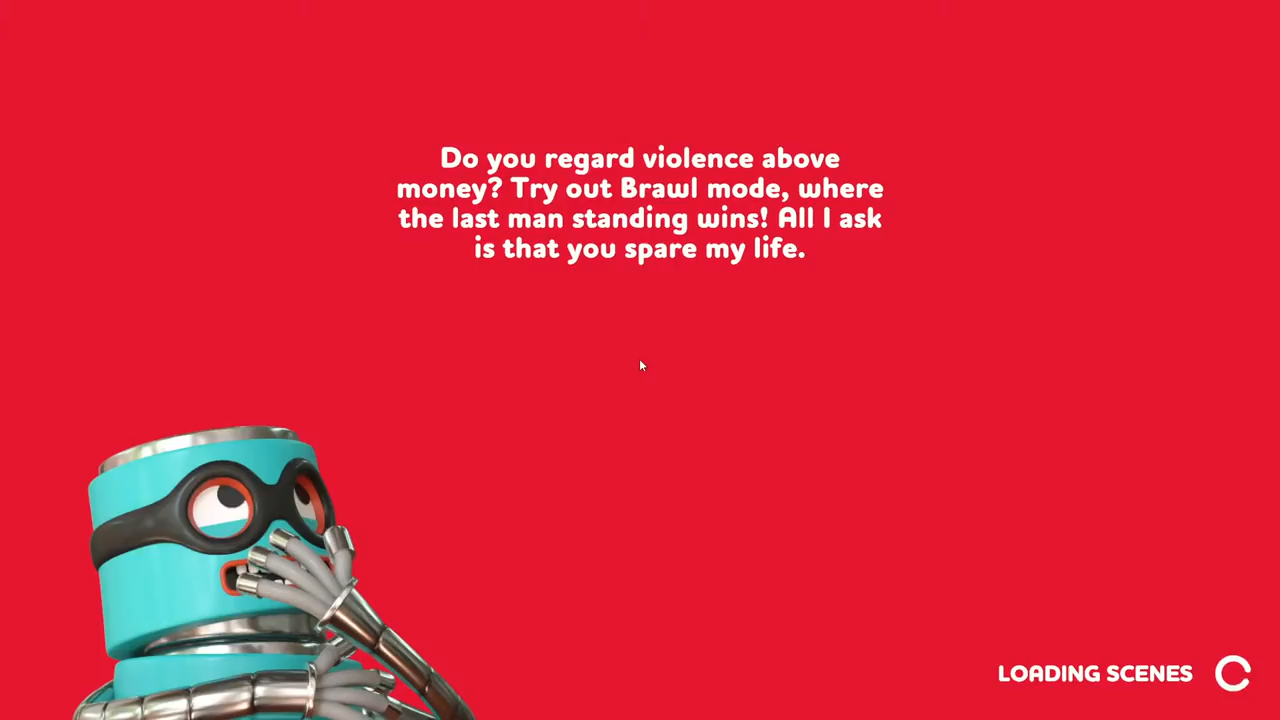 Do you regard violence above
money? Try out Brawl mode, where
the last man standing wins! All I ask
is that you spare my life.
LOADING SCENES